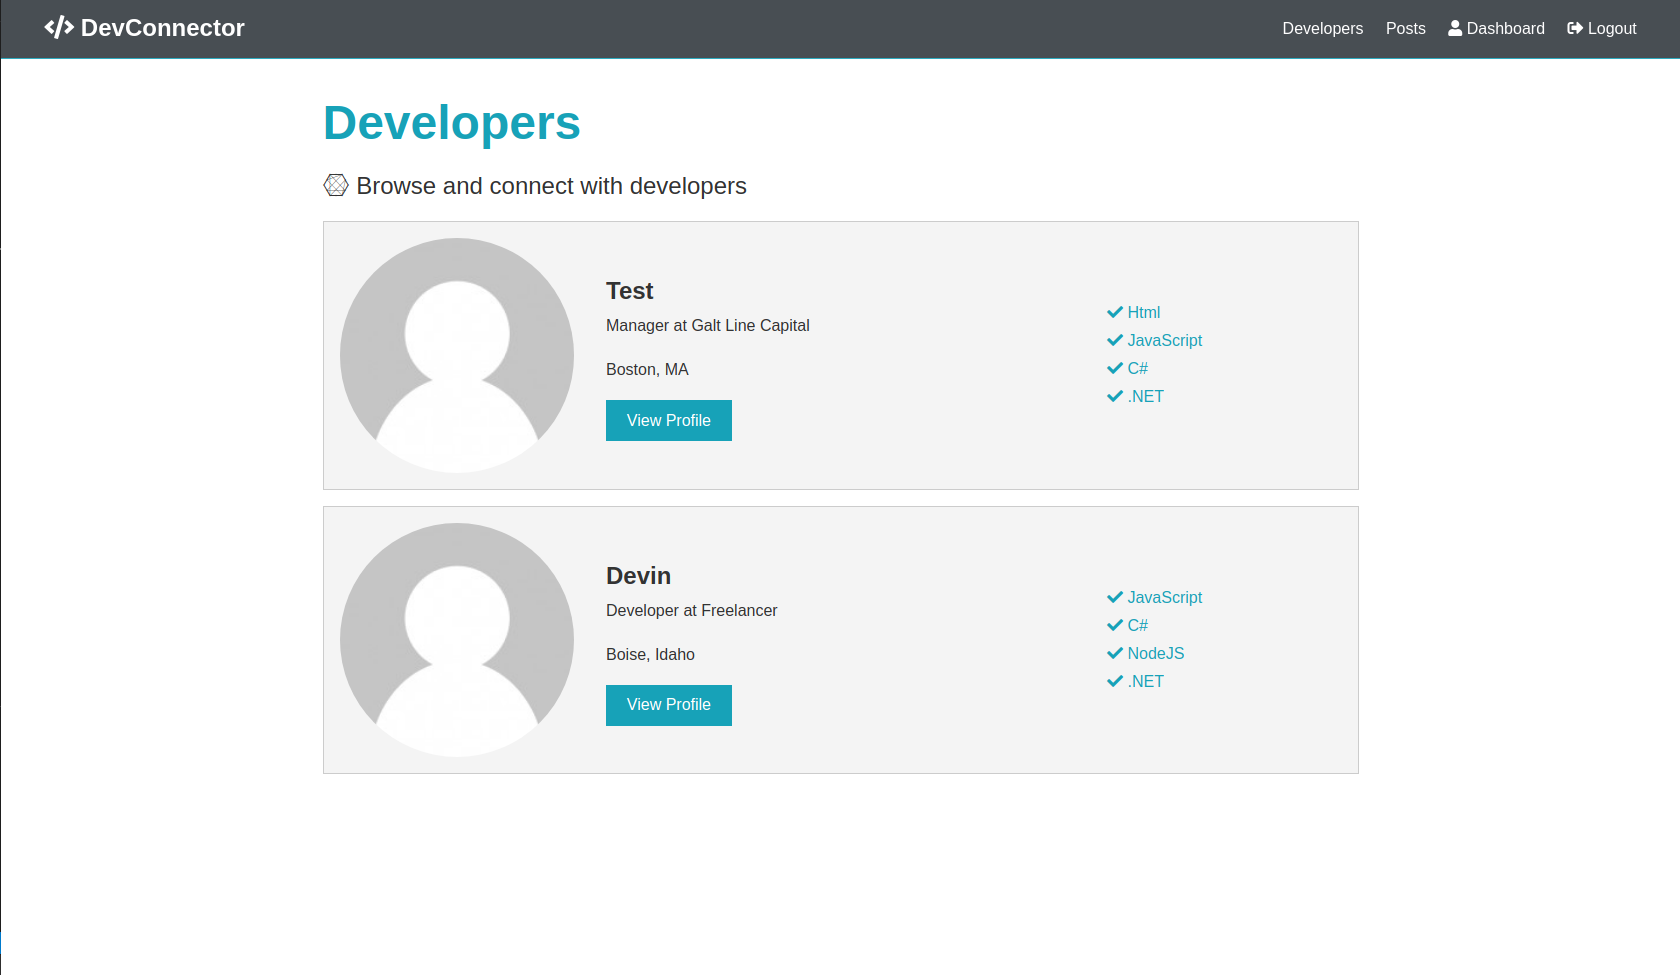 DevConnector
Developers Posts Dashboard Logout
Developers
Browse and connect with developers
Test
Manager at Galt Line Capital
Boston, MA
View Profile
Html
JavaScript
C#
.NET
Devin
Developer at Freelancer
Boise, Idaho
View Profile
JavaScript
C#
NodeJS
.NET